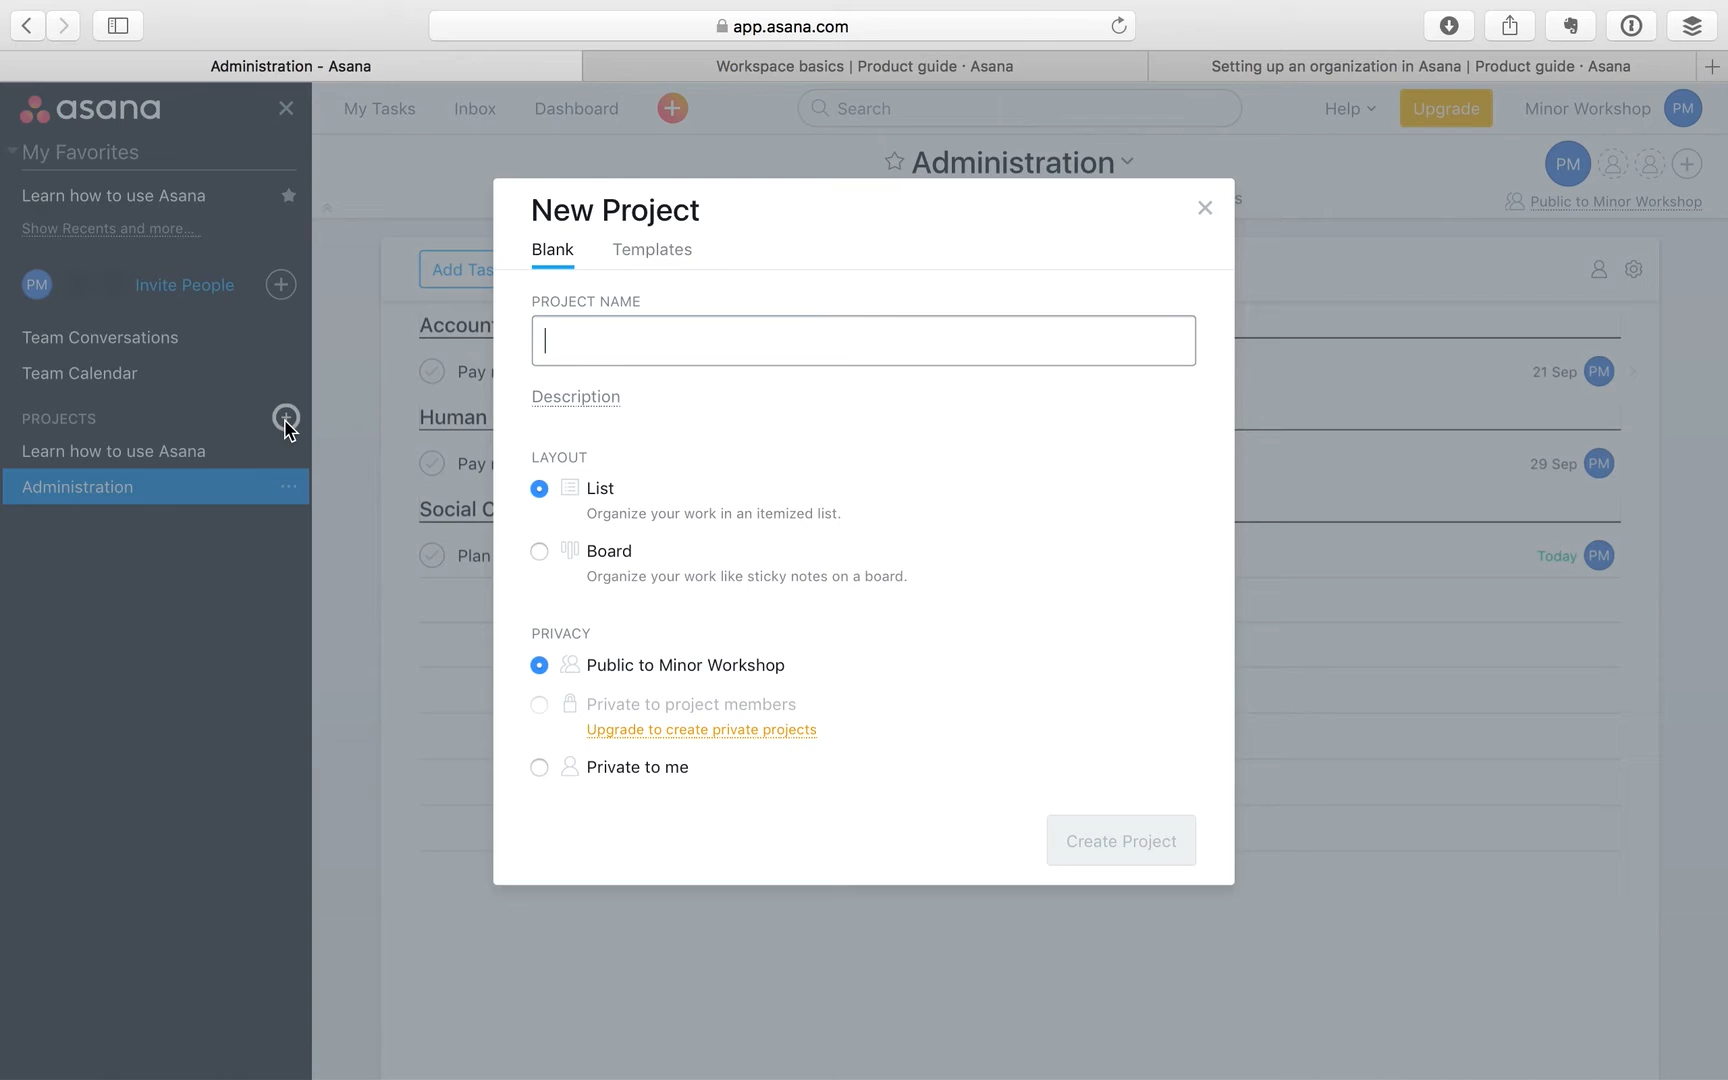 app.asana.com
Administration - Asana
Workspace basics | Product guide · Asana
Setting up an organization in Asana | Product guide · Asana
asana
My Tasks
Inbox
Dashboard
Search
Help
Upgrade
Minor Workshop
PM
My Favorites
Learn how to use Asana
Show Recents and more...
PM
Invite People
Team Conversations
Team Calendar
PROJECTS
Learn how to use Asana
Administration
Administration
PM
Public to Minor Workshop
Add Tas
Accoun
Pay
21 Sep
PM
Human
Pay
29 Sep
PM
Social C
Plan
Today
PM
New Project
Blank
Templates
PROJECT NAME
Description
LAYOUT
List
Organize your work in an itemized list.
Board
Organize your work like sticky notes on a board.
PRIVACY
Public to Minor Workshop
Private to project members
Upgrade to create private projects
Private to me
Create Project